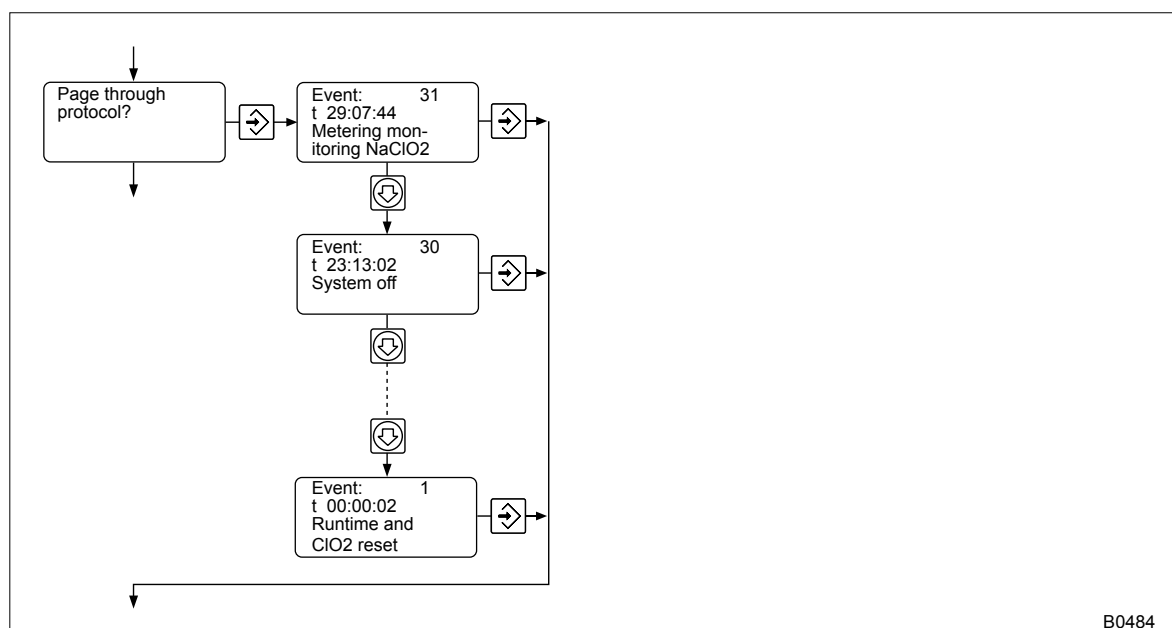 Page through
protocol?
Event: 31
t 29:07:44
Metering mon-
itoring NaClO2
Event: 30
t 23:13:02
System off
Event: 1
t 00:00:02
Runtime and
ClO2 reset
B0484